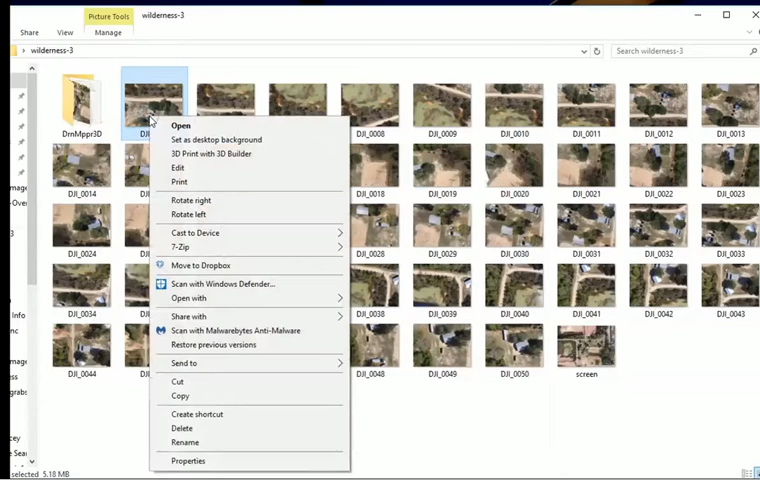 Picture Tools
wilderness-3
Share
View
Manage
wilderness-3
Search wilderness-3
DrnMppr3D
DJI_0008
DJI_0009
DJI_0010
DJI_0011
DJI_0012
DJI_0013
DJI_0014
DJI_0018
DJI_0019
DJI_0020
DJI_0021
DJI_0022
DJI_0023
DJI_0024
DJI_0028
DJI_0029
DJI_0030
DJI_0031
DJI_0032
DJI_0033
DJI_0034
DJI_0038
DJI_0039
DJI_0040
DJI_0041
DJI_0042
DJI_0043
DJI_0044
DJI_0048
DJI_0049
DJI_0050
screen
Open
Set as desktop background
3D Print with 3D Builder
Edit
Print
Rotate right
Rotate left
Cast to Device
7-Zip
Move to Dropbox
Scan with Windows Defender...
Open with
Share with
Scan with Malwarebytes Anti-Malware
Restore previous versions
Send to
Cut
Copy
Create shortcut
Delete
Rename
Properties
selected 5.18 MB